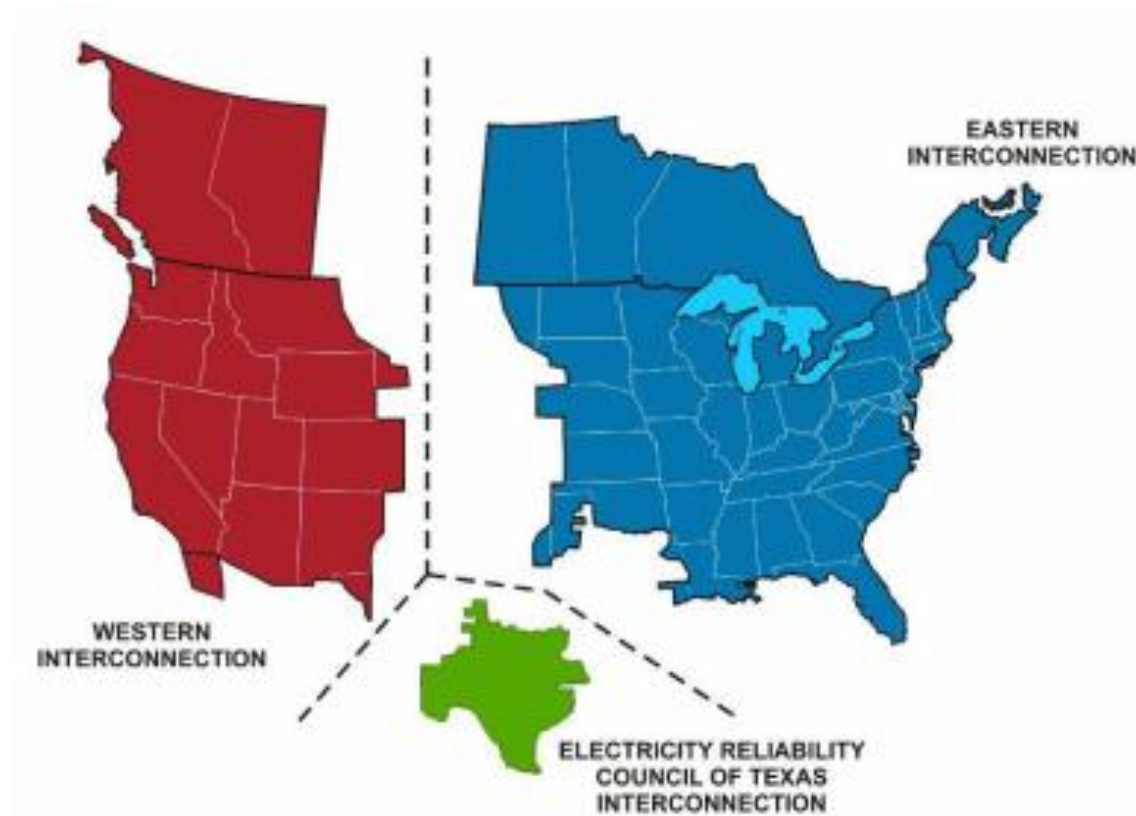 EASTERN
INTERCONNECTION
WESTERN
INTERCONNECTION
ELECTRICITY RELIABILITY
COUNCIL OF TEXAS
INTERCONNECTION